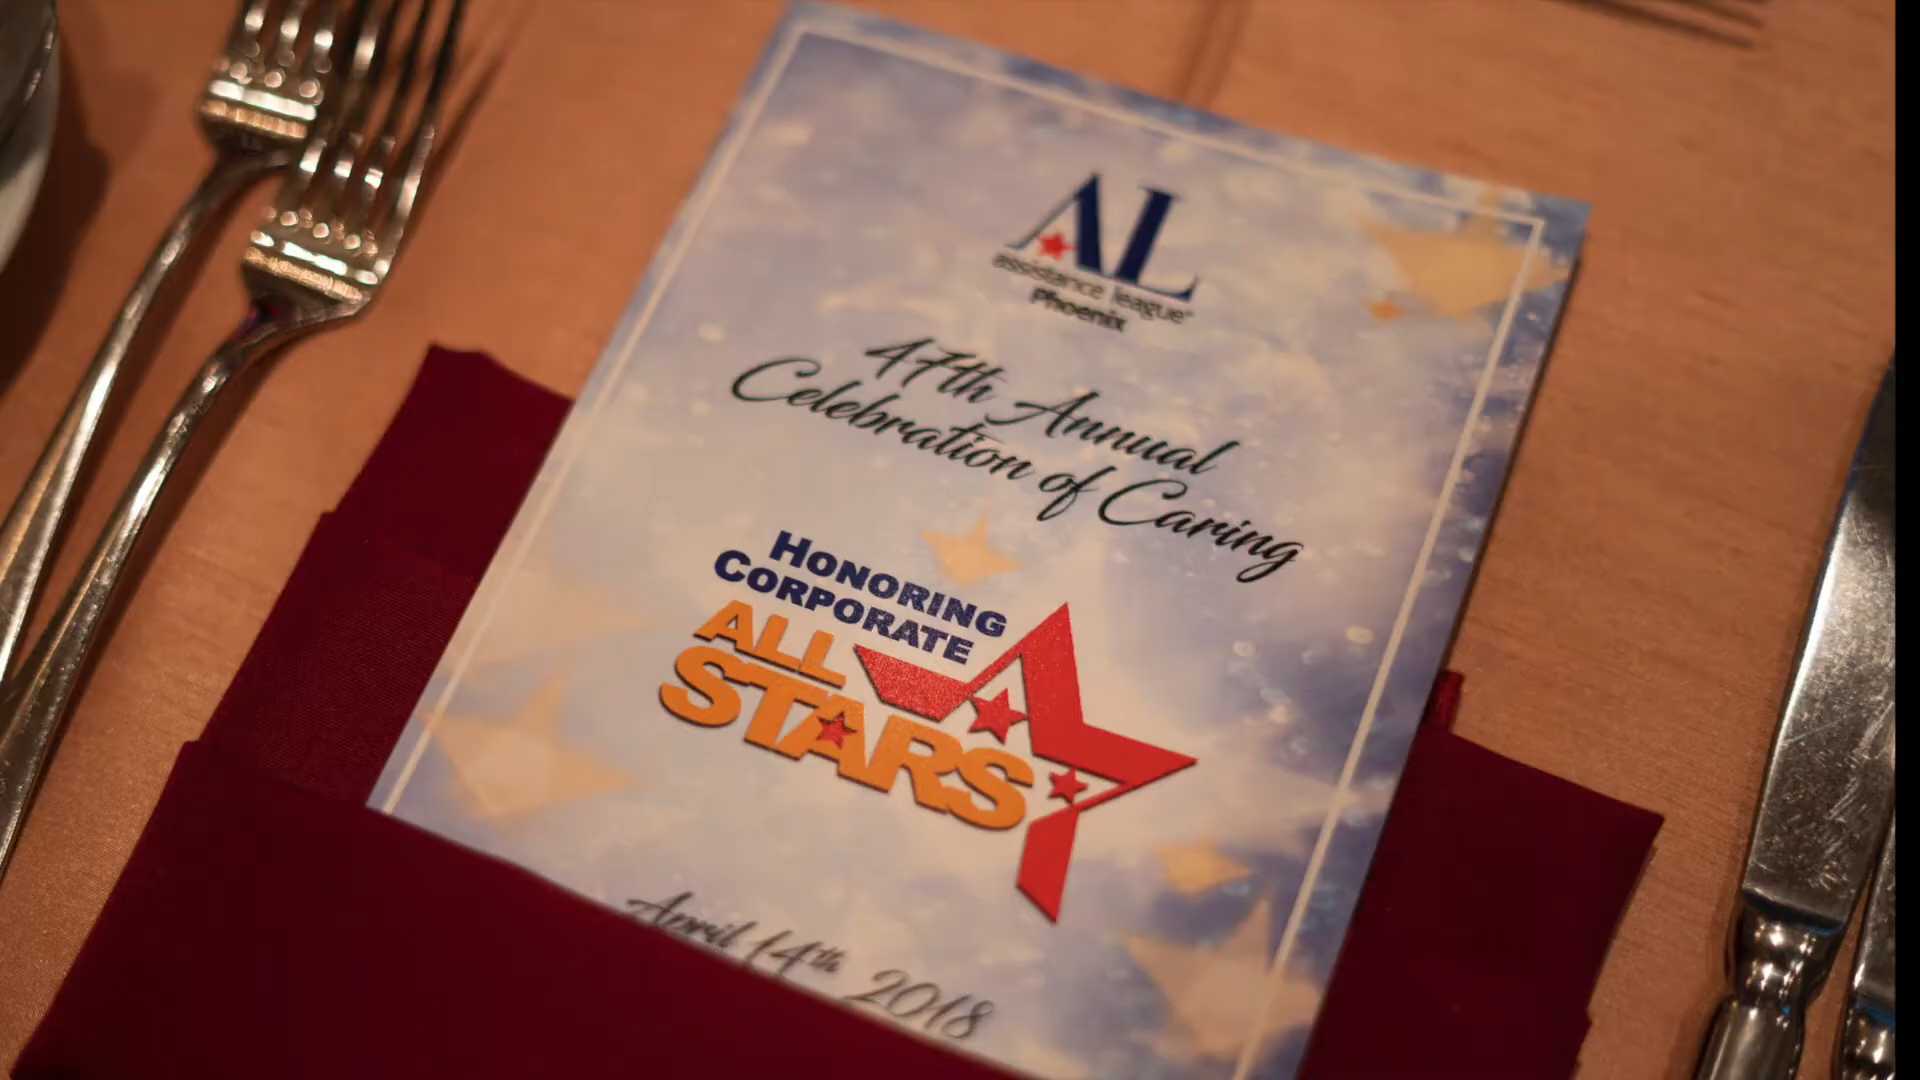 AL
assistance league®
Phoenix
47th Annual
Celebration of Caring
HONORING
CORPORATE
ALL
STARS
April 14th 2018